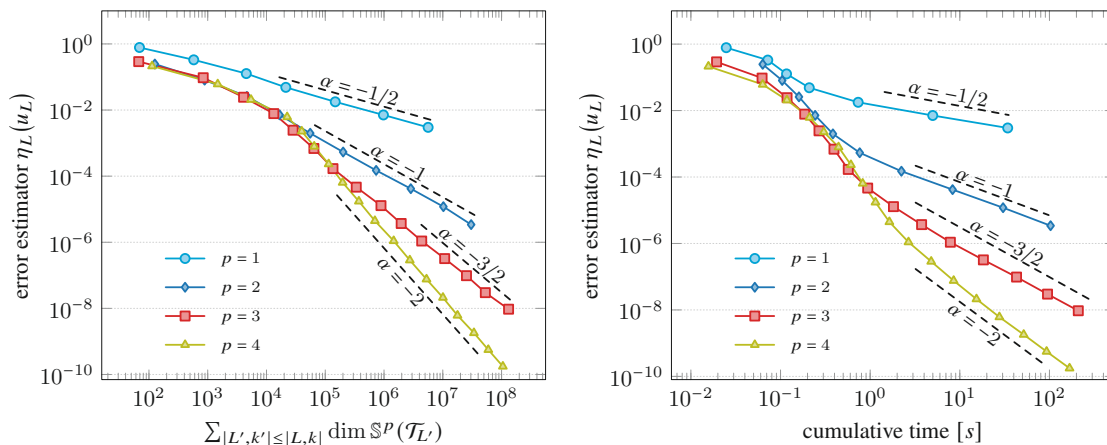 10^0
10^{-2}
10^{-4}
10^{-6}
10^{-8}
10^{-10}
error estimator η_L(u_L)
α = −1/2
α = −1
α = −3/2
α = −2
p = 1
p = 2
p = 3
p = 4
10^2 10^3 10^4 10^5 10^6 10^7 10^8
∑_{|L′,k′|≤|L,k|} dim 𝕊^p(𝒯_{L′})
10^0
10^{-2}
10^{-4}
10^{-6}
10^{-8}
10^{-10}
error estimator η_L(u_L)
α = −1/2
α = −1
α = −3/2
α = −2
p = 1
p = 2
p = 3
p = 4
10^{-2} 10^{-1} 10^0 10^1 10^2
cumulative time [s]